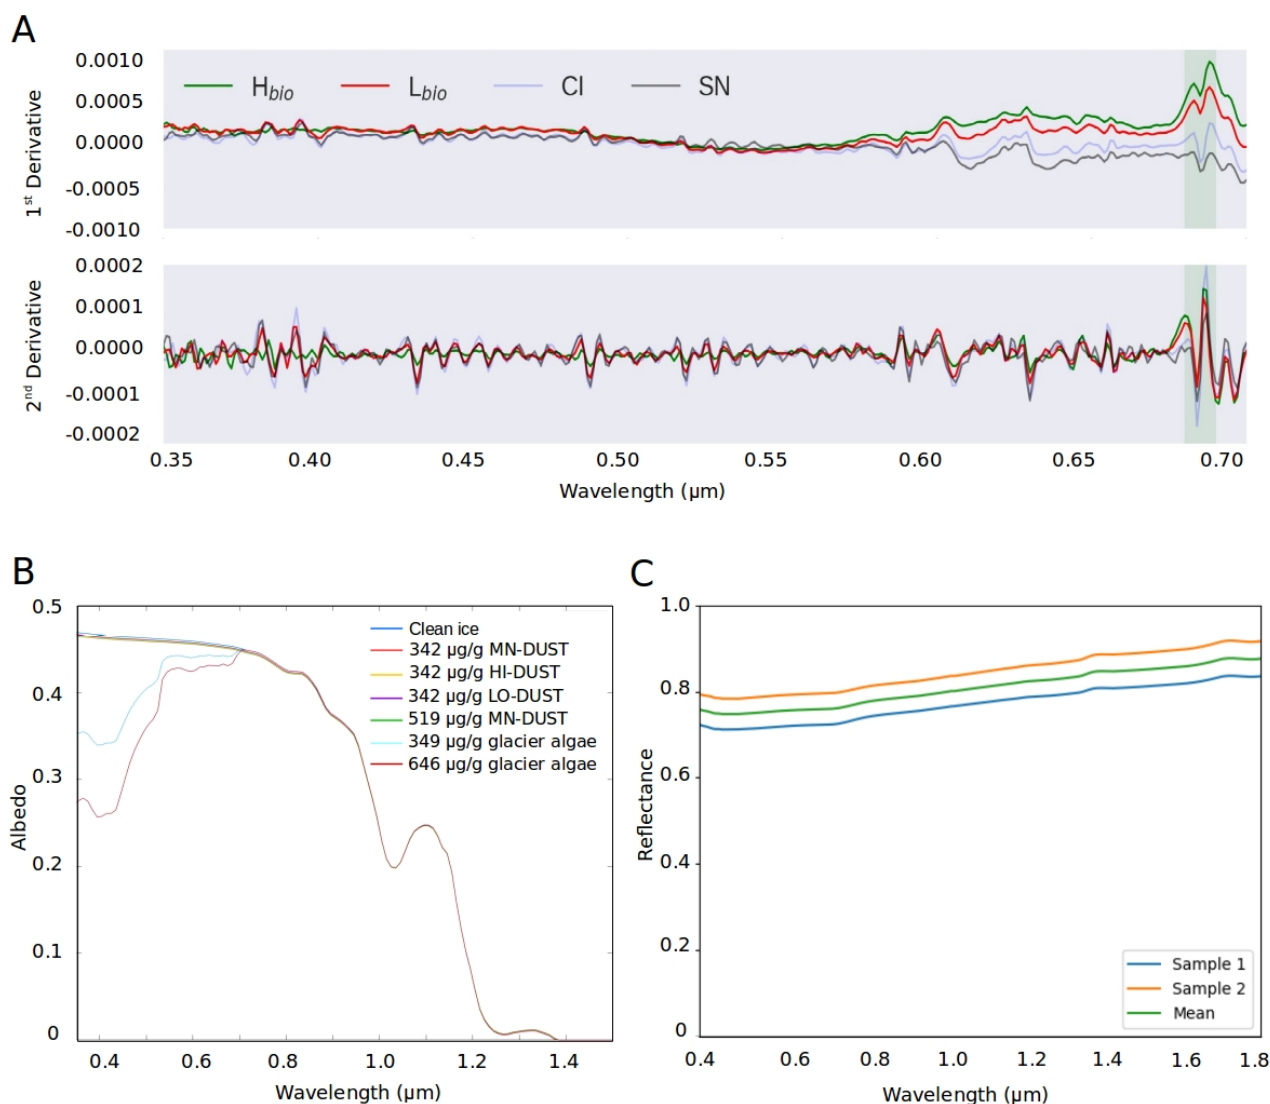 A
1st Derivative
0.0010
0.0005
0.0000
-0.0005
-0.0010
Hbio
Lbio
CI
SN
2nd Derivative
0.0002
0.0001
0.0000
-0.0001
-0.0002
0.35 0.40 0.45 0.50 0.55 0.60 0.65 0.70
Wavelength (µm)
B
Albedo
0.5
0.4
0.3
0.2
0.1
0
Clean ice
342 µg/g MN-DUST
342 µg/g HI-DUST
342 µg/g LO-DUST
519 µg/g MN-DUST
349 µg/g glacier algae
646 µg/g glacier algae
0.4 0.6 0.8 1.0 1.2 1.4
Wavelength (µm)
C
Reflectance
1.0
0.8
0.6
0.4
0.2
0
Sample 1
Sample 2
Mean
0.4 0.6 0.8 1.0 1.2 1.4 1.6 1.8
Wavelength (µm)